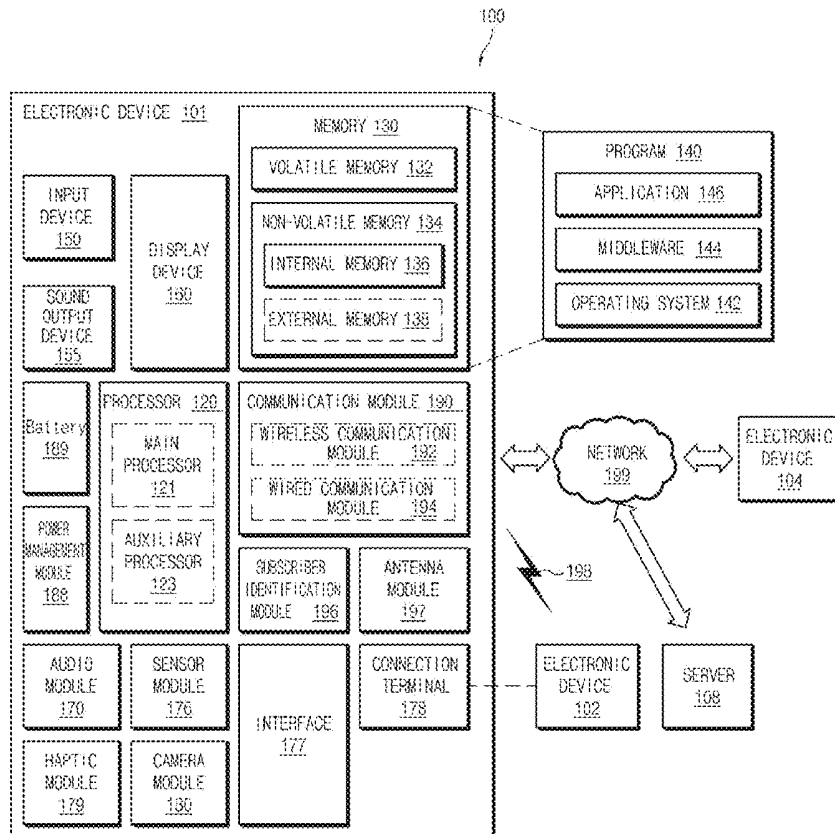 100
ELECTRONIC DEVICE 101
MEMORY 130
VOLATILE MEMORY 132
NON-VOLATILE MEMORY 134
INTERNAL MEMORY 136
EXTERNAL MEMORY 138
PROGRAM 140
APPLICATION 146
MIDDLEWARE 144
OPERATING SYSTEM 142
INPUT
DEVICE
150
DISPLAY
DEVICE
160
SOUND
OUTPUT
DEVICE
155
Battery
189
PROCESSOR 120
MAIN
PROCESSOR
121
AUXILIARY
PROCESSOR
123
COMMUNICATION MODULE 190
WIRELESS COMMUNICATION
MODULE 192
WIRED COMMUNICATION
MODULE 194
NETWORK
199
ELECTRONIC
DEVICE
104
POWER
MANAGEMENT
MODULE
188
SUBSCRIBER
IDENTIFICATION
MODULE 196
ANTENNA
MODULE
197
198
AUDIO
MODULE
170
SENSOR
MODULE
176
INTERFACE
177
CONNECTION
TERMINAL
178
ELECTRONIC
DEVICE
102
SERVER
108
HAPTIC
MODULE
179
CAMERA
MODULE
180